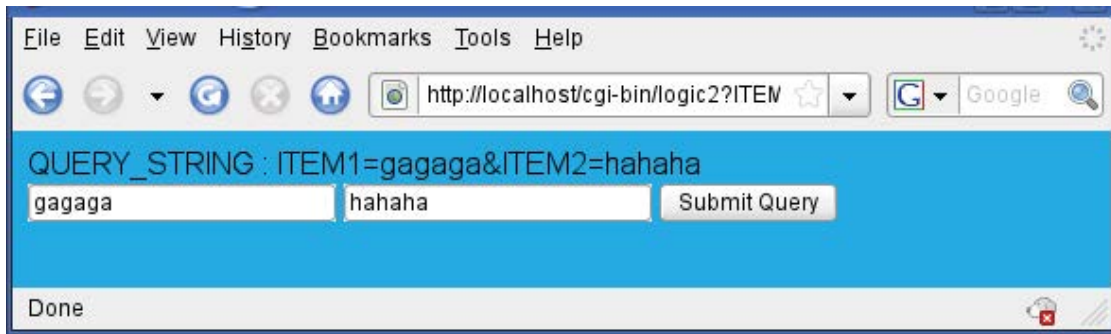 File Edit View History Bookmarks Tools Help
http://localhost/cgi-bin/logic2?ITEM
G Google
QUERY_STRING : ITEM1=gagaga&ITEM2=hahaha
gagaga hahaha Submit Query
Done